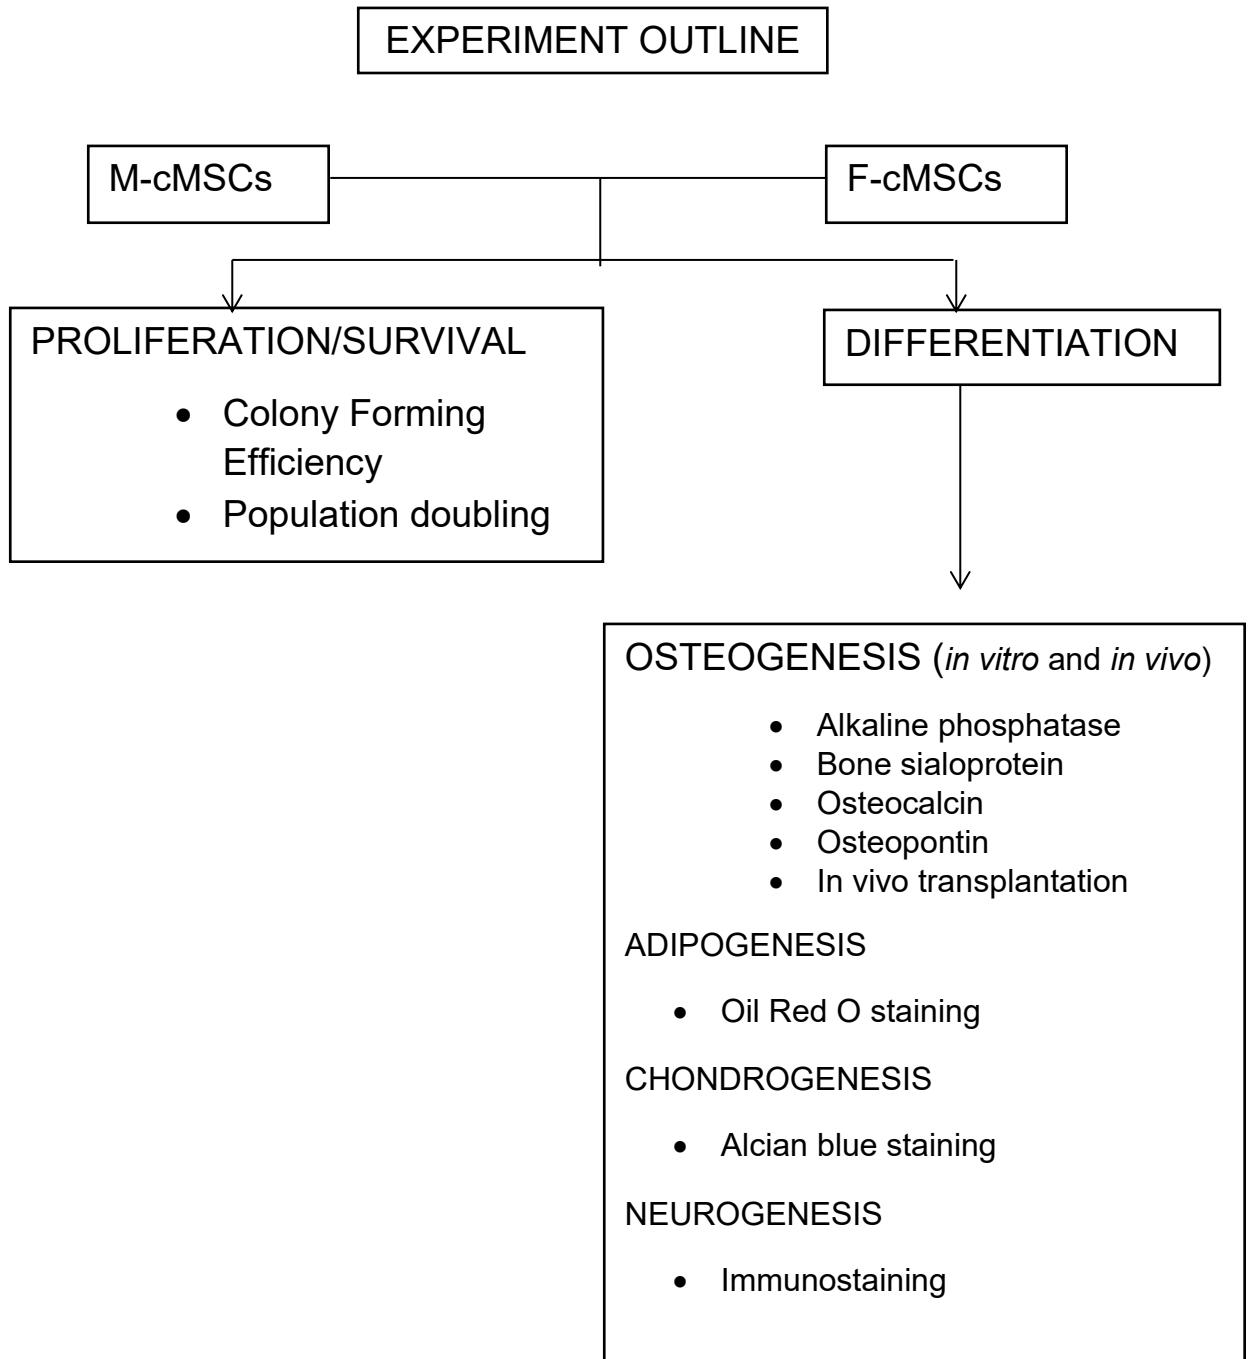 EXPERIMENT OUTLINE
M-cMSCs
F-cMSCs
PROLIFERATION/SURVIVAL
• Colony Forming
Efficiency
• Population doubling
DIFFERENTIATION
OSTEOGENESIS (in vitro and in vivo)
• Alkaline phosphatase
• Bone sialoprotein
• Osteocalcin
• Osteopontin
• In vivo transplantation
ADIPOGENESIS
• Oil Red O staining
CHONDROGENESIS
• Alcian blue staining
NEUROGENESIS
• Immunostaining